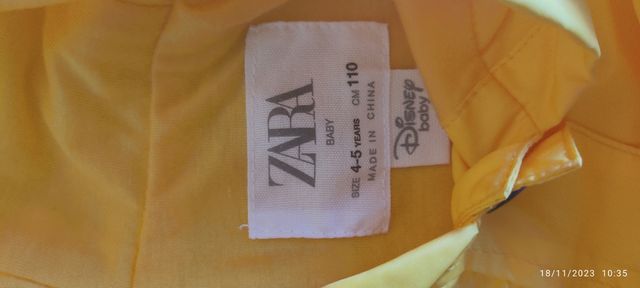 ZARA
BABY
SIZE 4-5 YEARS CM 110
MADE IN CHINA
Disney
baby
18/11/2023 10:35